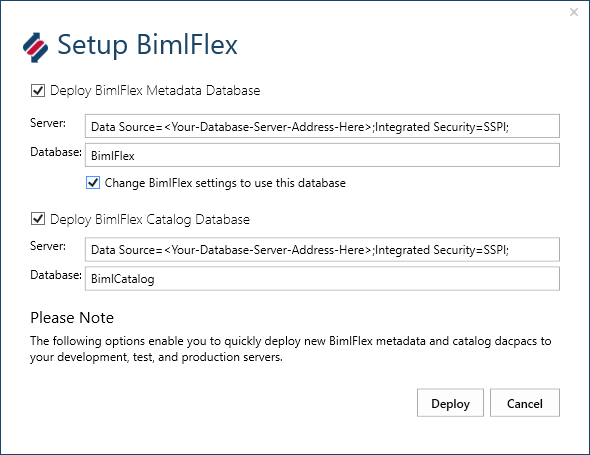 Setup BimlFlex
Deploy BimlFlex Metadata Database
Server: Data Source=<Your-Database-Server-Address-Here>;Integrated Security=SSPI;
Database: BimlFlex
Change BimlFlex settings to use this database
Deploy BimlFlex Catalog Database
Server: Data Source=<Your-Database-Server-Address-Here>;Integrated Security=SSPI;
Database: BimlCatalog
Please Note
The following options enable you to quickly deploy new BimlFlex metadata and catalog dacpacs to
your development, test, and production servers.
Deploy Cancel